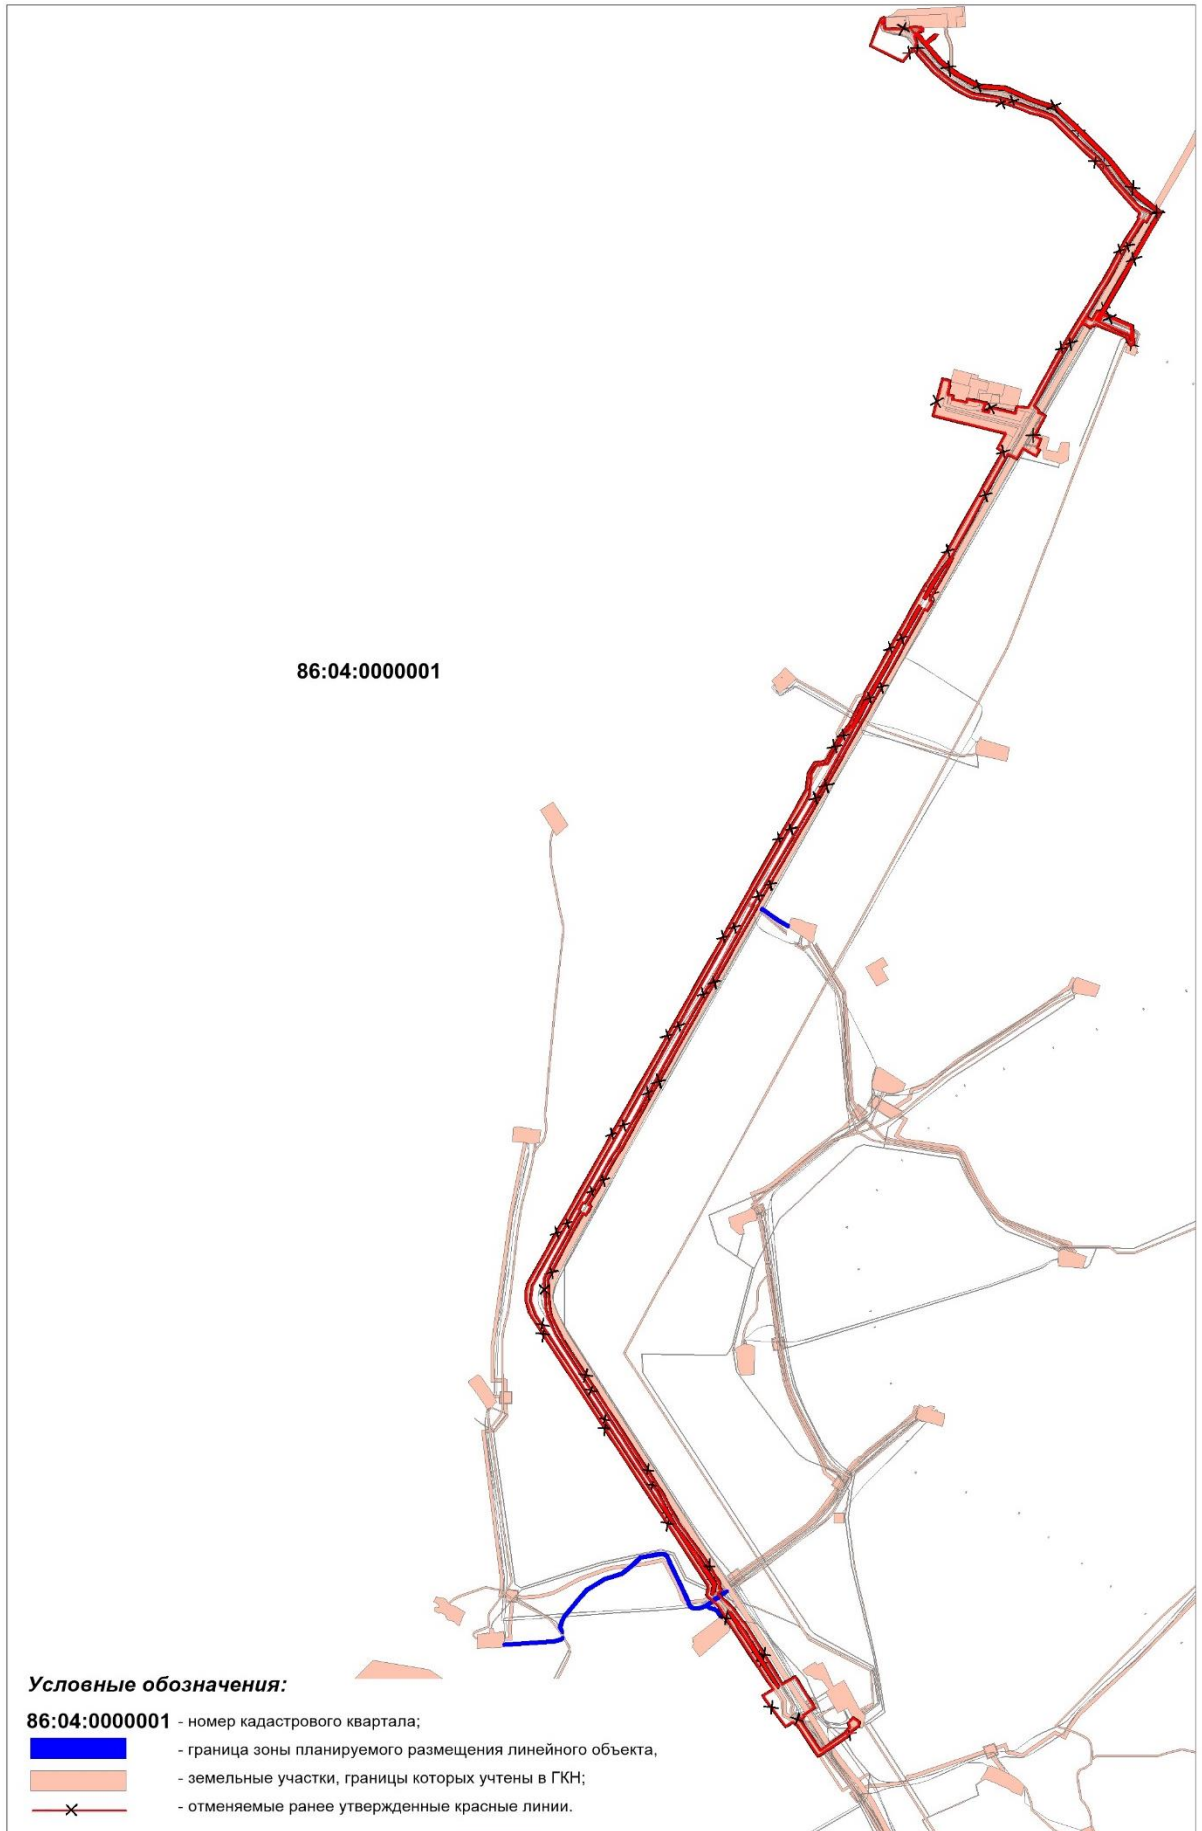 86:04:0000001
Условные обозначения:
86:04:0000001 - номер кадастрового квартала;
- граница зоны планируемого размещения линейного объекта,
- земельные участки, границы которых учтены в ГКН;
- отменяемые ранее утвержденные красные линии.